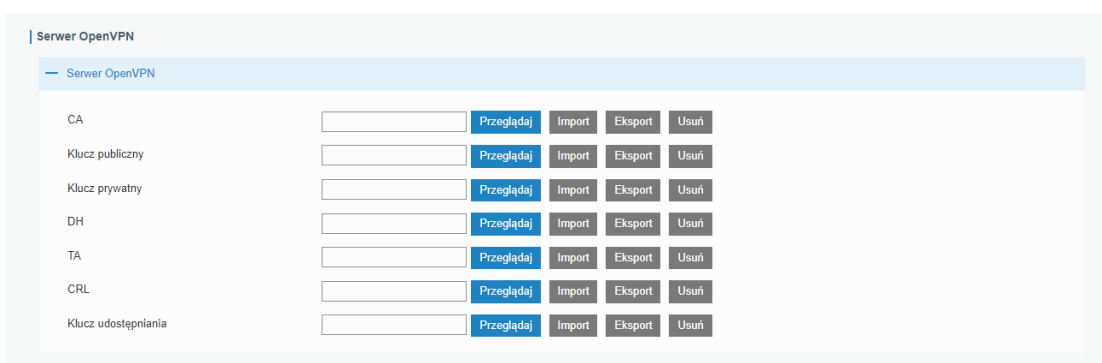 Serwer OpenVPN
— Serwer OpenVPN
CA Przeglądaj Import Eksport Usuń
Klucz publiczny Przeglądaj Import Eksport Usuń
Klucz prywatny Przeglądaj Import Eksport Usuń
DH Przeglądaj Import Eksport Usuń
TA Przeglądaj Import Eksport Usuń
CRL Przeglądaj Import Eksport Usuń
Klucz udostępniania Przeglądaj Import Eksport Usuń